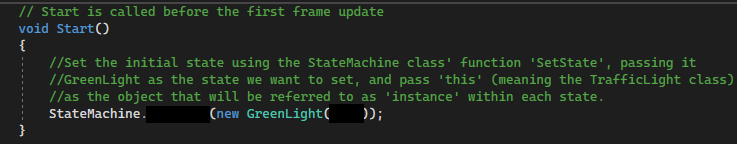 // Start is called before the first frame update
void Start()
{
//Set the initial state using the StateMachine class' function 'SetState', passing it
//GreenLight as the state we want to set, and pass 'this' (meaning the TrafficLight class)
//as the object that will be referred to as 'instance' within each state.
StateMachine. (new GreenLight( ));
}